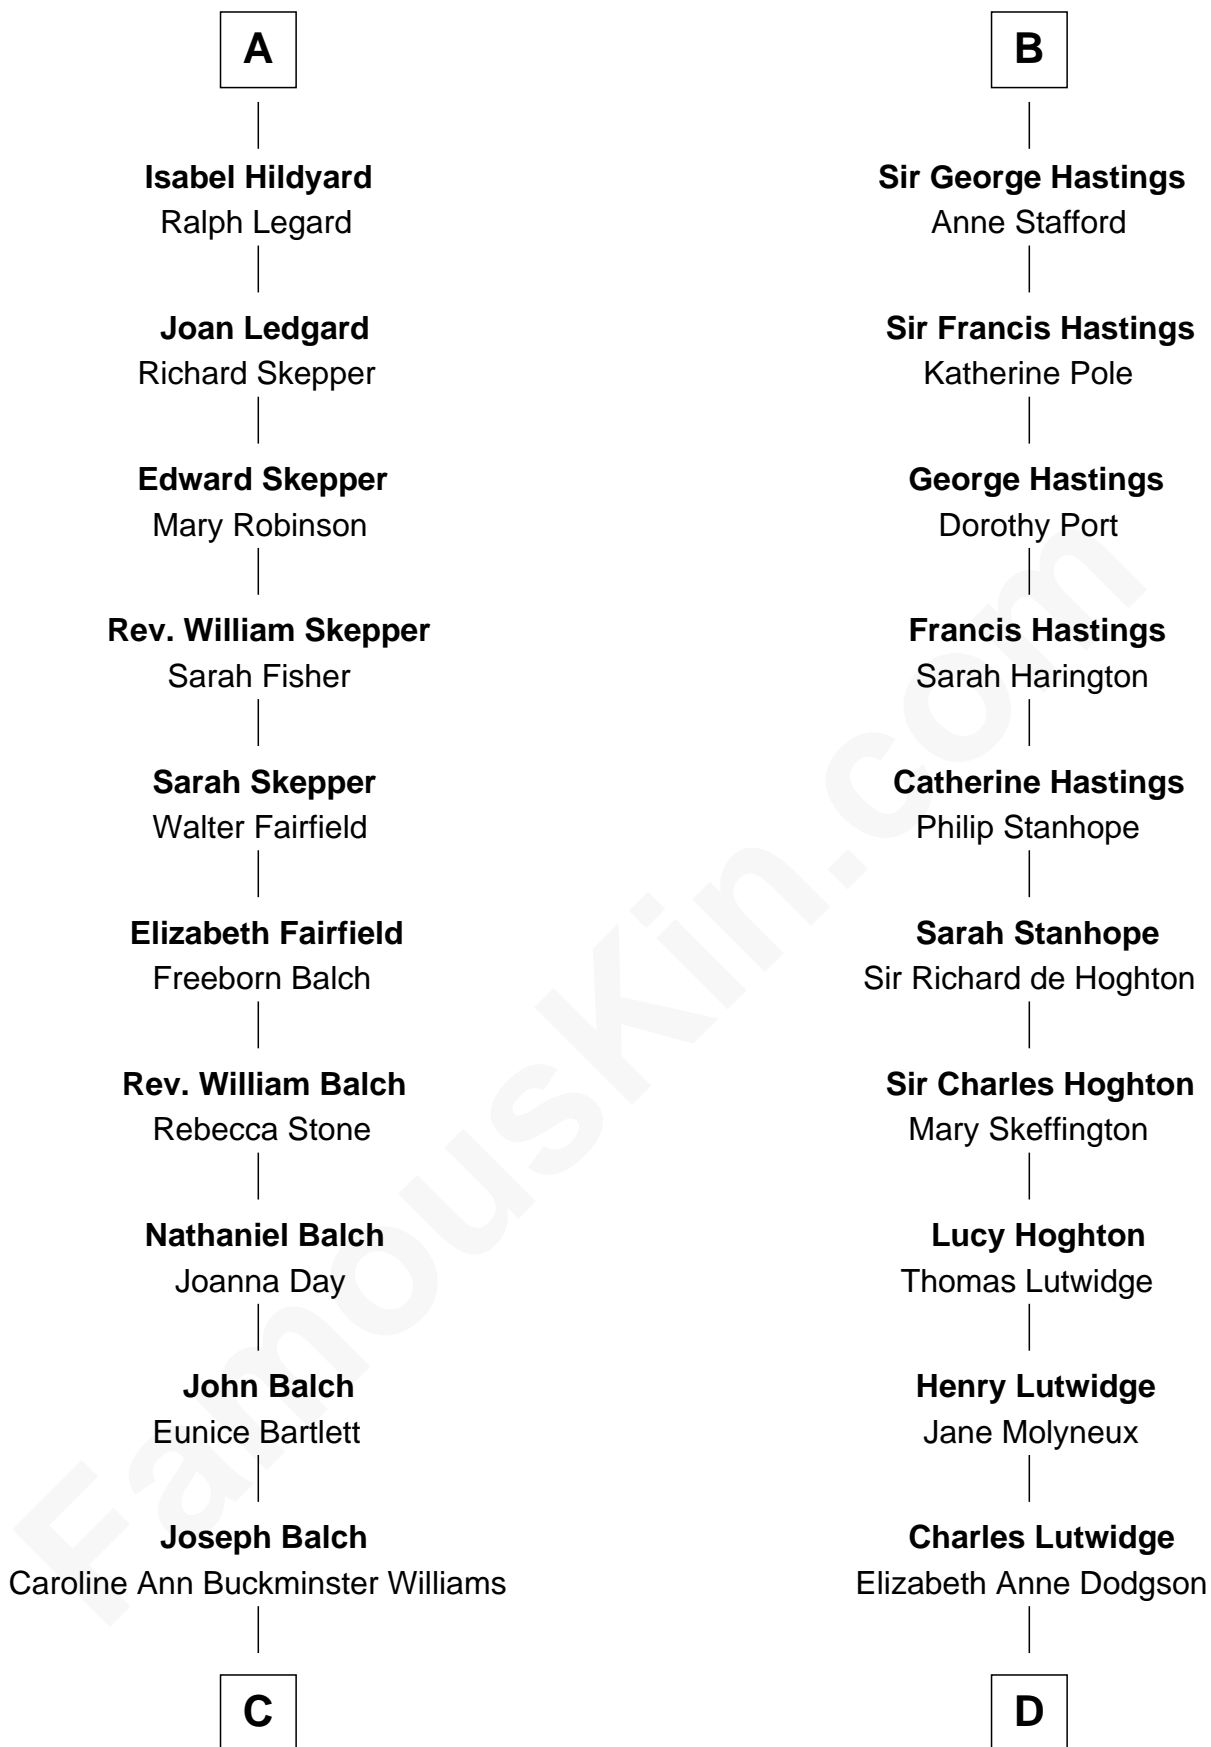 A
Isabel Hildyard
Ralph Legard
Joan Ledgard
Richard Skepper
Edward Skepper
Mary Robinson
Rev. William Skepper
Sarah Fisher
Sarah Skepper
Walter Fairfield
Elizabeth Fairfield
Freeborn Balch
Rev. William Balch
Rebecca Stone
Nathaniel Balch
Joanna Day
John Balch
Eunice Bartlett
Joseph Balch
Caroline Ann Buckminster Williams
C
B
Sir George Hastings
Anne Stafford
Sir Francis Hastings
Katherine Pole
George Hastings
Dorothy Port
Francis Hastings
Sarah Harington
Catherine Hastings
Philip Stanhope
Sarah Stanhope
Sir Richard de Hoghton
Sir Charles Hoghton
Mary Skeffington
Lucy Hoghton
Thomas Lutwidge
Henry Lutwidge
Jane Molyneux
Charles Lutwidge
Elizabeth Anne Dodgson
D
FamousKin.com